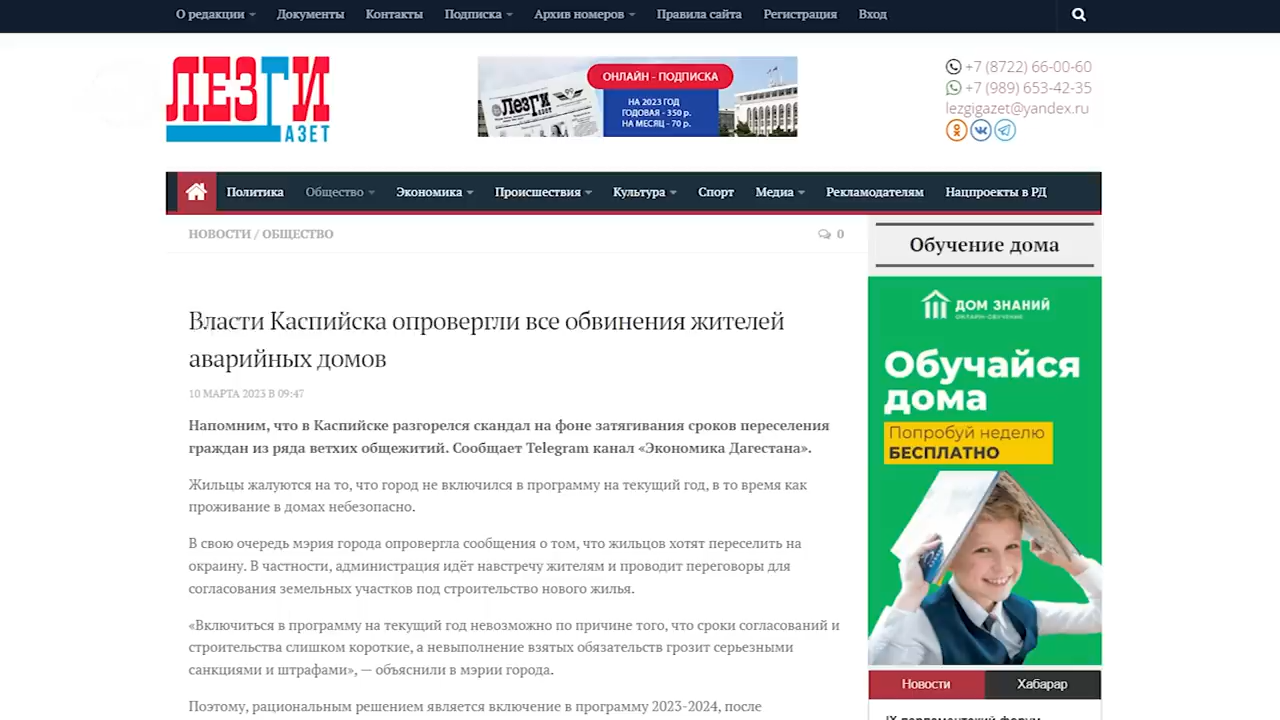 О редакции Документы Контакты Подписка Архив номеров Правила сайта Регистрация Вход
ЛЕЗГИ
АЗЕТ
ОНЛАЙН - ПОДПИСКА
ЛЕЗГИ
АЗЕТ
НА 2023 ГОД
ГОДОВАЯ - 350 р.
НА МЕСЯЦ - 70 р.
+7 (8722) 66-00-60
+7 (989) 653-42-35
lezgigazet@yandex.ru
Политика Общество Экономика Происшествия Культура Спорт Медиа Рекламодателям Нацпроекты в РД
НОВОСТИ / ОБЩЕСТВО 0
Власти Каспийска опровергли все обвинения жителей
аварийных домов
10 МАРТА 2023 В 09:47
Напомним, что в Каспийске разгорелся скандал на фоне затягивания сроков переселения
граждан из ряда ветхих общежитий. Сообщает Telegram канал «Экономика Дагестана».
Жильцы жалуются на то, что город не включился в программу на текущий год, в то время как
проживание в домах небезопасно.
В свою очередь мэрия города опровергла сообщения о том, что жильцов хотят переселить на
окраину. В частности, администрация идёт навстречу жителям и проводит переговоры для
согласования земельных участков под строительство нового жилья.
«Включиться в программу на текущий год невозможно по причине того, что сроки согласований и
строительства слишком короткие, а невыполнение взятых обязательств грозит серьезными
санкциями и штрафами», — объяснили в мэрии города.
Поэтому, рациональным решением является включение в программу 2023-2024, после
Обучение дома
ДОМ ЗНАНИЙ
ОНЛАЙН-ОБУЧЕНИЕ
Обучайся
дома
Попробуй неделю
БЕСПЛАТНО
Новости Хабарар
IX парламентский форум